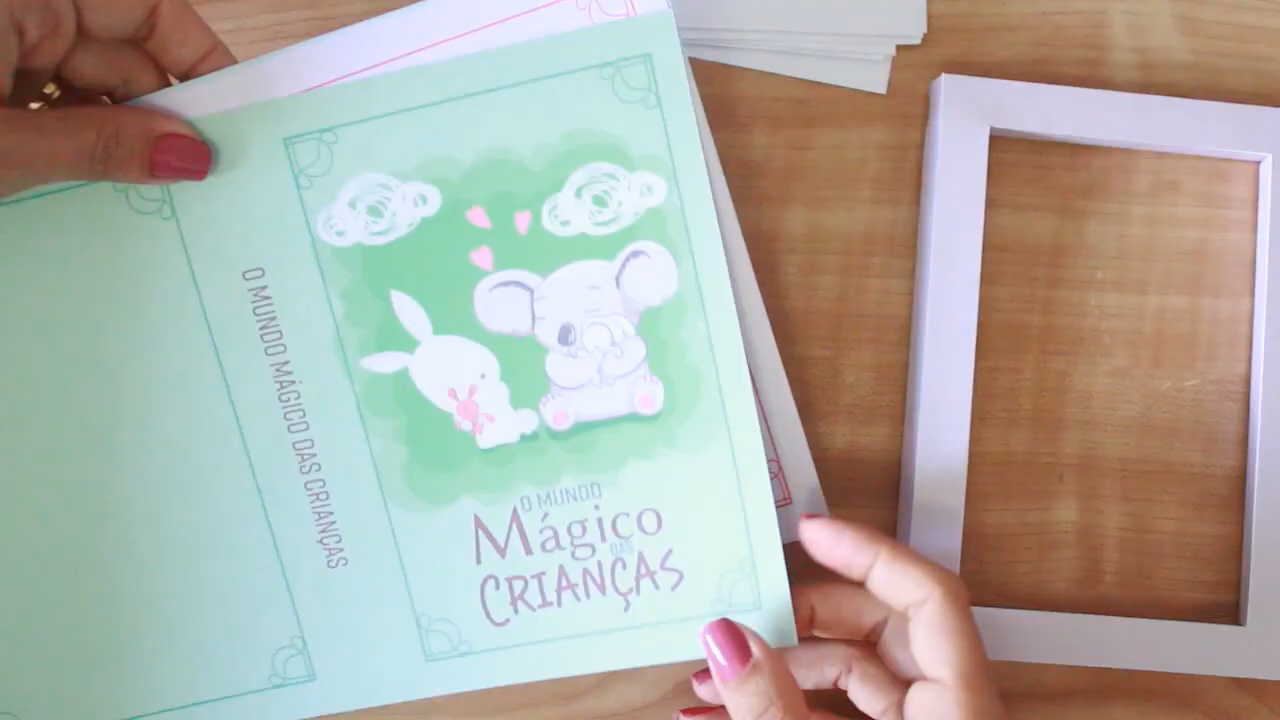 O MUNDO MÁGICO DAS CRIANÇAS
O MUNDO
Mágico
DAS
CRIANÇAS